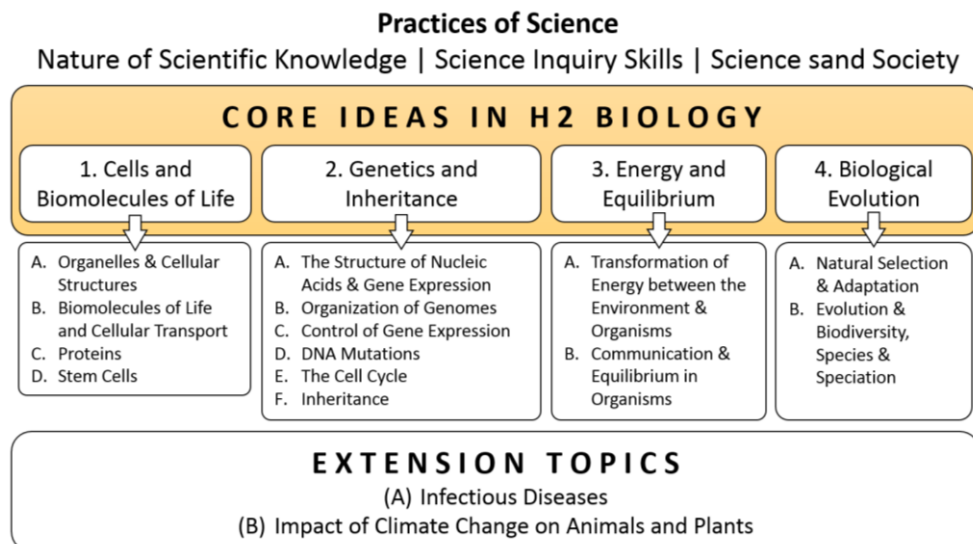 Practices of Science
Nature of Scientific Knowledge | Science Inquiry Skills | Science sand Society
CORE IDEAS IN H2 BIOLOGY
1. Cells and
Biomolecules of Life
2. Genetics and
Inheritance
3. Energy and
Equilibrium
4. Biological
Evolution
A. Organelles & Cellular
Structures
B. Biomolecules of Life
and Cellular Transport
C. Proteins
D. Stem Cells
A. The Structure of Nucleic
Acids & Gene Expression
B. Organization of Genomes
C. Control of Gene Expression
D. DNA Mutations
E. The Cell Cycle
F. Inheritance
A. Transformation of
Energy between the
Environment &
Organisms
B. Communication &
Equilibrium in
Organisms
A. Natural Selection
& Adaptation
B. Evolution &
Biodiversity,
Species &
Speciation
EXTENSION TOPICS
(A) Infectious Diseases
(B) Impact of Climate Change on Animals and Plants